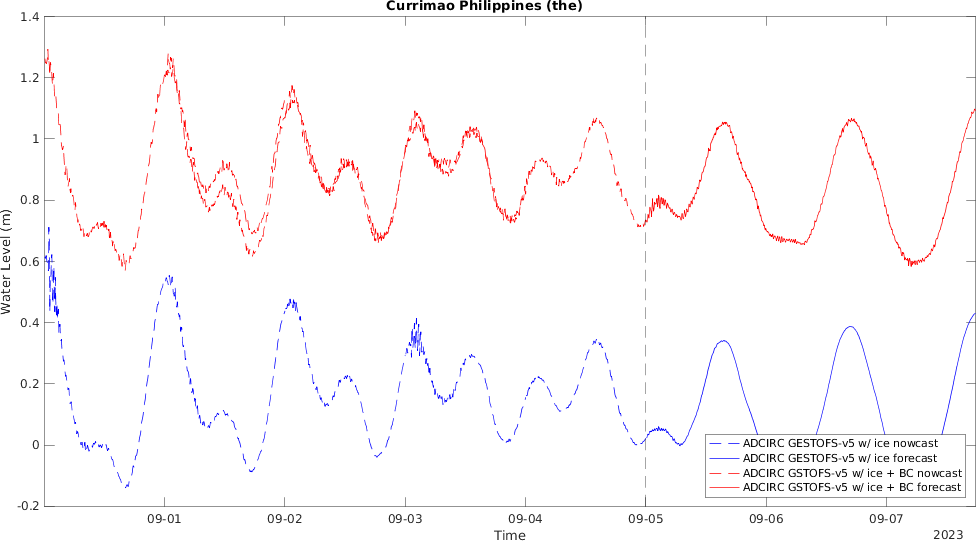 Currimao Philippines (the)
1.4
1.2
1
0.8
0.6
0.4
0.2
0
-0.2
Water Level (m)
09-01
09-02
09-03
09-04
09-05
09-06
09-07
Time
2023
ADCIRC GESTOFS-v5 w/ ice nowcast
ADCIRC GESTOFS-v5 w/ ice forecast
ADCIRC GSTOFS-v5 w/ ice + BC nowcast
ADCIRC GSTOFS-v5 w/ ice + BC forecast